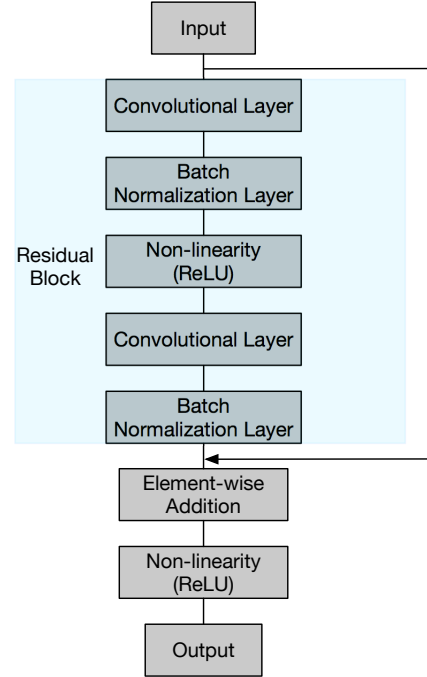 Input
Convolutional Layer
Batch
Normalization Layer
Residual
Block
Non-linearity
(ReLU)
Convolutional Layer
Batch
Normalization Layer
Element-wise
Addition
Non-linearity
(ReLU)
Output